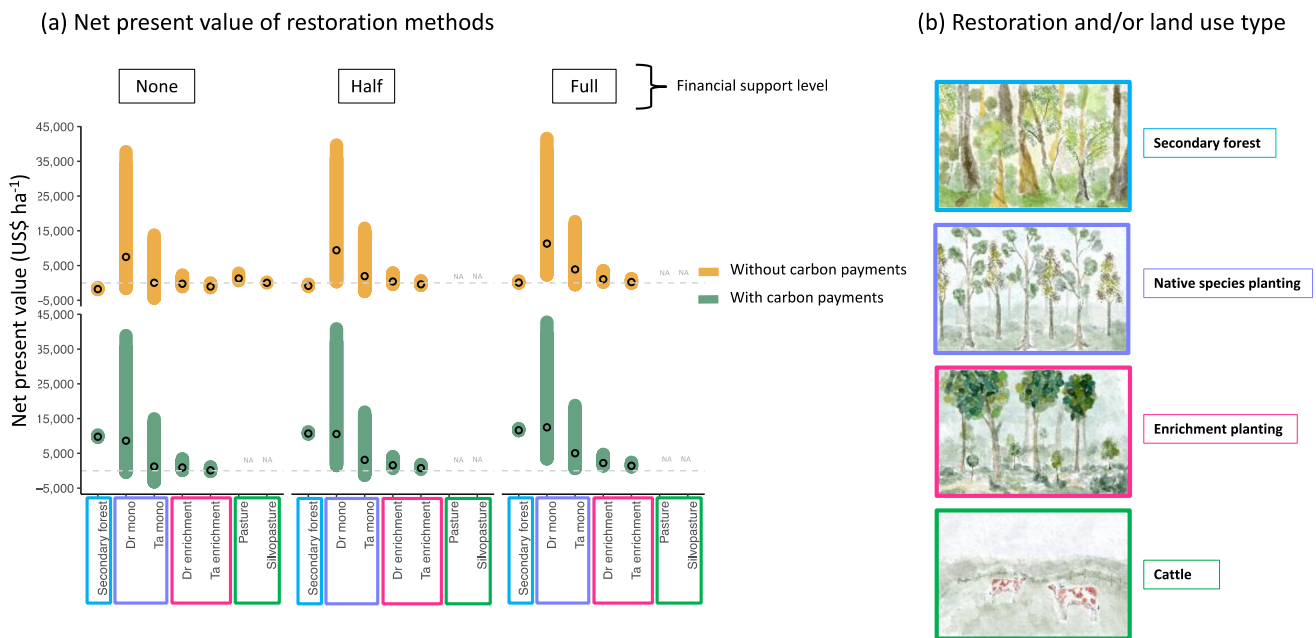 (a) Net present value of restoration methods
(b) Restoration and/or land use type
None
Half
Full
Financial support level
Net present value (US$ ha-1)
45,000
35,000
25,000
15,000
5,000
−5,000
NA NA
NA NA
Without carbon payments
With carbon payments
45,000
35,000
25,000
15,000
5,000
−5,000
NA NA
NA NA
NA NA
Secondary forest
Dr mono
Ta mono
Dr enrichment
Ta enrichment
Pasture
Silvopasture
Secondary forest
Dr mono
Ta mono
Dr enrichment
Ta enrichment
Pasture
Silvopasture
Secondary forest
Dr mono
Ta mono
Dr enrichment
Ta enrichment
Pasture
Silvopasture
Secondary forest
Native species planting
Enrichment planting
Cattle